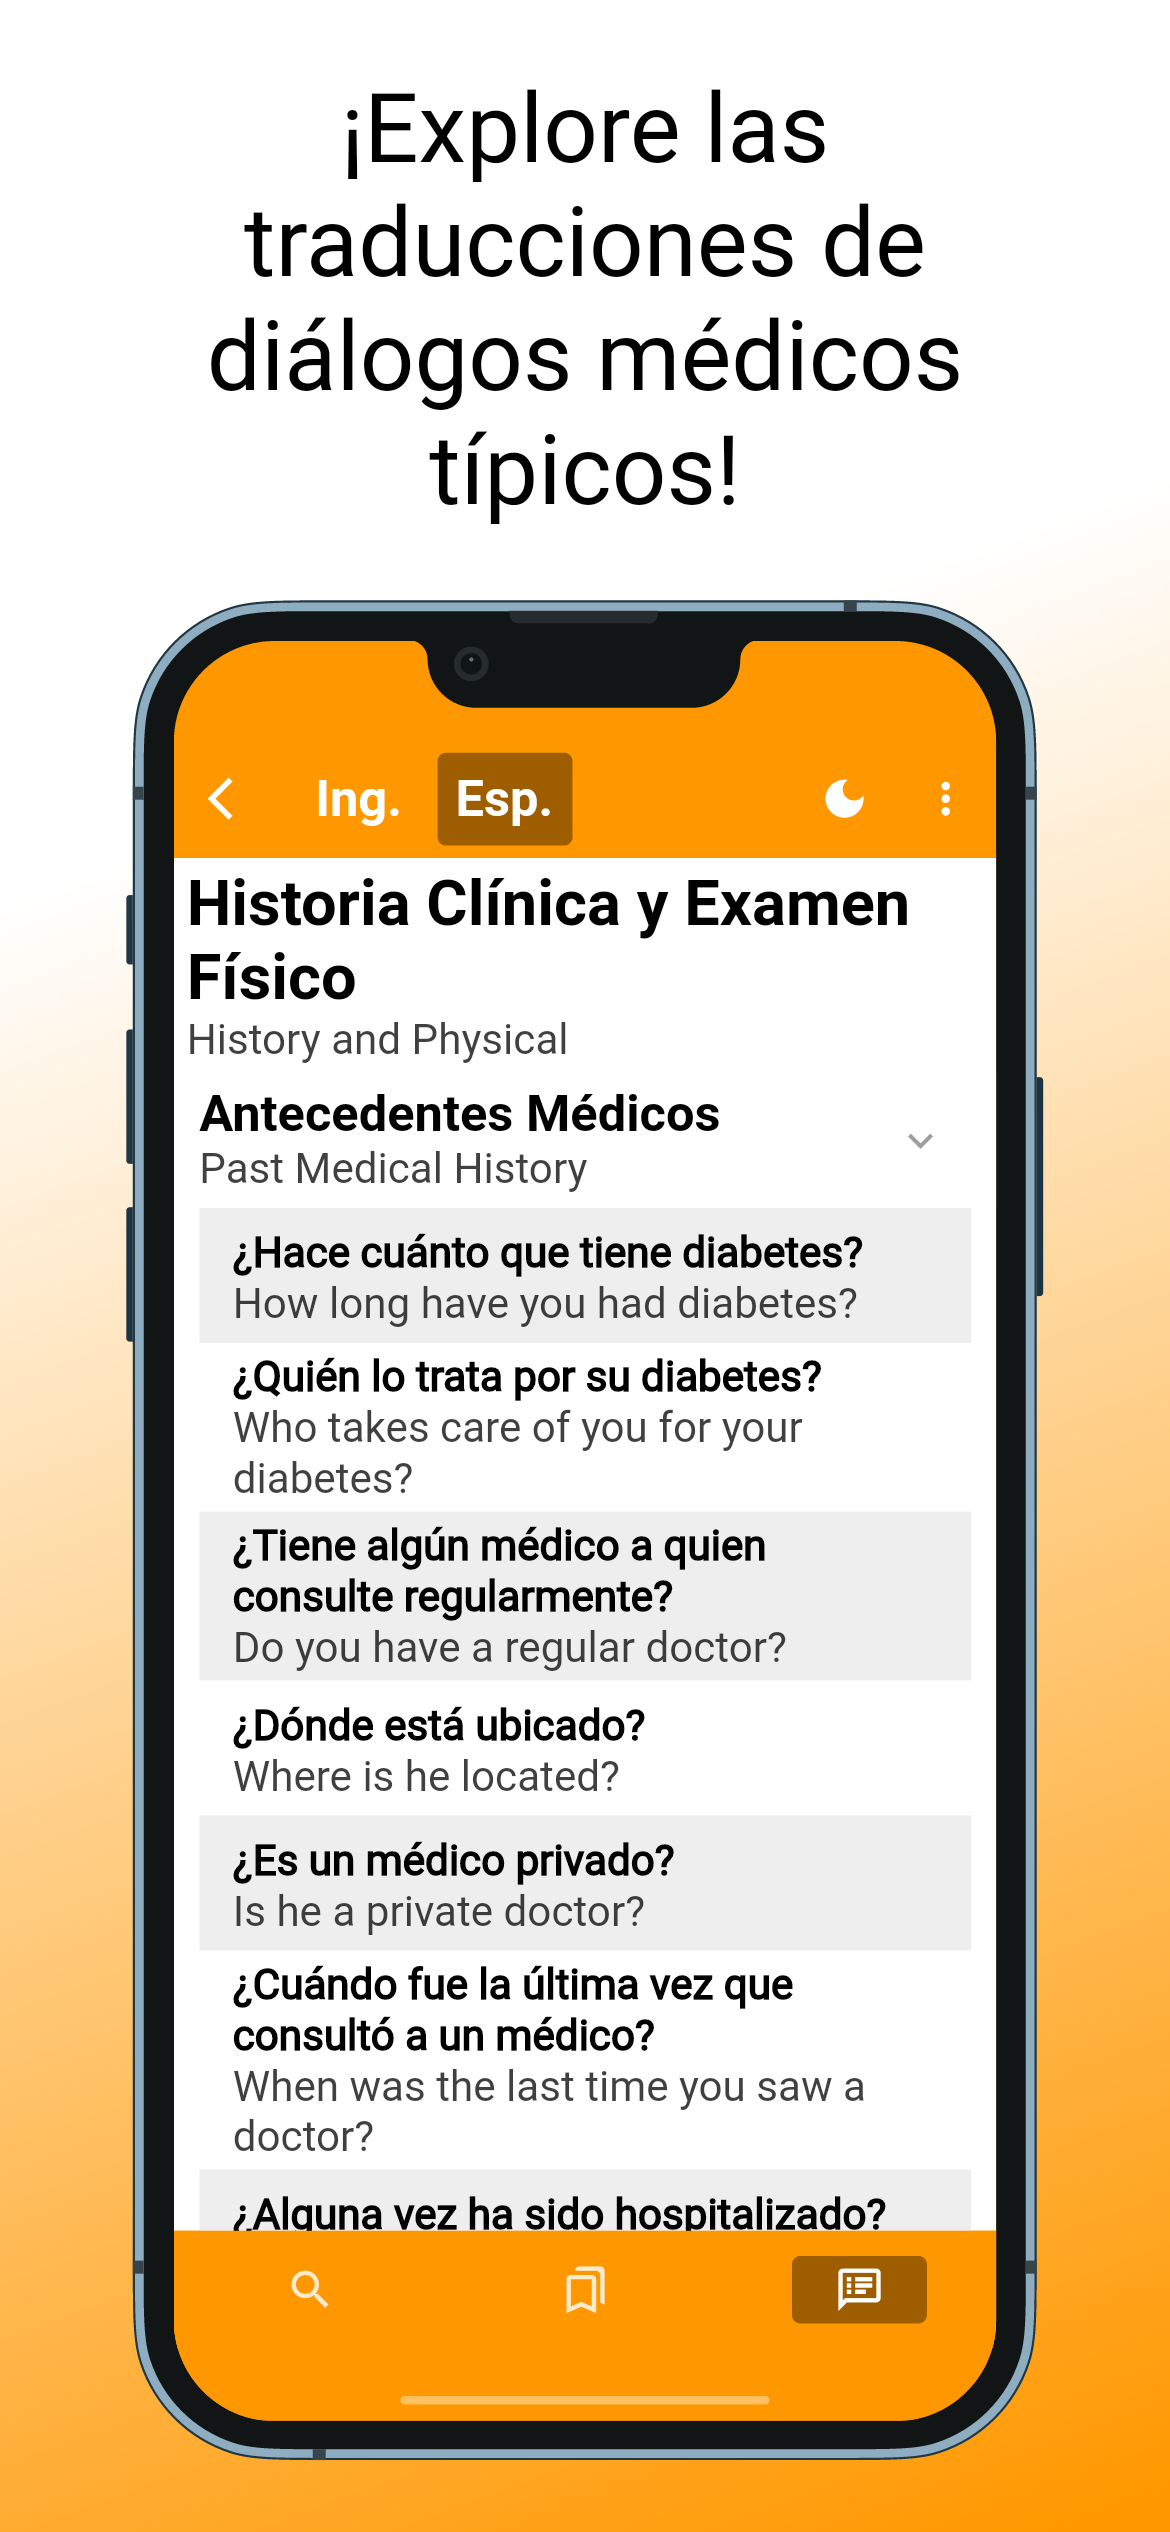 ¡Explore las
traducciones de
diálogos médicos
típicos!
Ing. Esp.
Historia Clínica y Examen
Físico
History and Physical
Antecedentes Médicos
Past Medical History
¿Hace cuánto que tiene diabetes?
How long have you had diabetes?
¿Quién lo trata por su diabetes?
Who takes care of you for your
diabetes?
¿Tiene algún médico a quien
consulte regularmente?
Do you have a regular doctor?
¿Dónde está ubicado?
Where is he located?
¿Es un médico privado?
Is he a private doctor?
¿Cuándo fue la última vez que
consultó a un médico?
When was the last time you saw a
doctor?
¿Alguna vez ha sido hospitalizado?